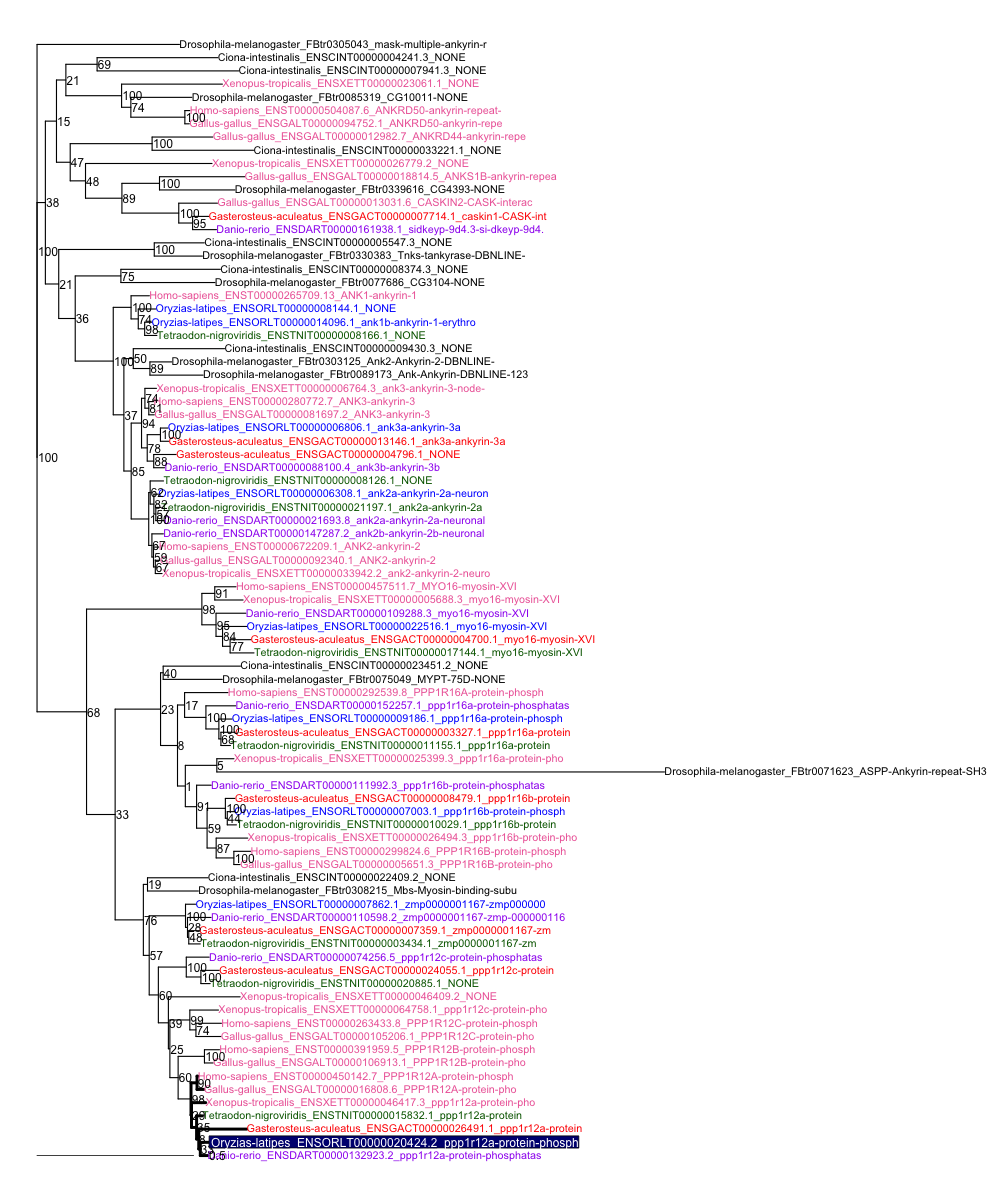 Drosophila-melanogaster_FBtr0305043_mask-multiple-ankyrin-r
Ciona-intestinalis_ENSCINT00000004241.3_NONE
69
Ciona-intestinalis_ENSCINT00000007941.3_NONE
21
Xenopus-tropicalis_ENSXETT00000023061.1_NONE
100
Drosophila-melanogaster_FBtr0085319_CG10011-NONE
74
Homo-sapiens_ENST00000504087.6_ANKRD50-ankyrin-repeat-
100
Gallus-gallus_ENSGALT00000094752.1_ANKRD50-ankyrin-repe
15
Gallus-gallus_ENSGALT00000012982.7_ANKRD44-ankyrin-repe
100
Ciona-intestinalis_ENSCINT00000033221.1_NONE
47
Xenopus-tropicalis_ENSXETT00000026779.2_NONE
48
Gallus-gallus_ENSGALT00000018814.5_ANKS1B-ankyrin-repea
100
Drosophila-melanogaster_FBtr0339616_CG4393-NONE
89
38
Gallus-gallus_ENSGALT00000013031.6_CASKIN2-CASK-interac
100
Gasterosteus-aculeatus_ENSGACT00000007714.1_caskin1-CASK-int
95
Danio-rerio_ENSDART00000161938.1_sidkeyp-9d4.3-si-dkeyp-9d4.
Ciona-intestinalis_ENSCINT00000005547.3_NONE
100
100
Drosophila-melanogaster_FBtr0330383_Tnks-tankyrase-DBNLINE-
21
Ciona-intestinalis_ENSCINT00000008374.3_NONE
75
Drosophila-melanogaster_FBtr0077686_CG3104-NONE
36
Homo-sapiens_ENST00000265709.13_ANK1-ankyrin-1
100
Oryzias-latipes_ENSORLT00000008144.1_NONE
74
Oryzias-latipes_ENSORLT00000014096.1_ank1b-ankyrin-1-erythro
98
Tetraodon-nigroviridis_ENSTNIT00000008166.1_NONE
Ciona-intestinalis_ENSCINT00000009430.3_NONE
100
50
Drosophila-melanogaster_FBtr0303125_Ank2-Ankyrin-2-DBNLINE-
89
Drosophila-melanogaster_FBtr0089173_Ank-Ankyrin-DBNLINE-123
Xenopus-tropicalis_ENSXETT00000006764.3_ank3-ankyrin-3-node-
74
Homo-sapiens_ENST00000280772.7_ANK3-ankyrin-3
81
Gallus-gallus_ENSGALT00000081697.2_ANK3-ankyrin-3
37
94
Oryzias-latipes_ENSORLT00000006806.1_ank3a-ankyrin-3a
100
Gasterosteus-aculeatus_ENSGACT00000013146.1_ank3a-ankyrin-3a
78
Gasterosteus-aculeatus_ENSGACT00000004796.1_NONE
88
100
Danio-rerio_ENSDART00000088100.4_ank3b-ankyrin-3b
85
Tetraodon-nigroviridis_ENSTNIT00000008126.1_NONE
62
Oryzias-latipes_ENSORLT00000006308.1_ank2a-ankyrin-2a-neuron
82
Tetraodon-nigroviridis_ENSTNIT00000021197.1_ank2a-ankyrin-2a
100
Danio-rerio_ENSDART00000021693.8_ank2a-ankyrin-2a-neuronal
Danio-rerio_ENSDART00000147287.2_ank2b-ankyrin-2b-neuronal
67
Homo-sapiens_ENST00000672209.1_ANK2-ankyrin-2
59
Gallus-gallus_ENSGALT00000092340.1_ANK2-ankyrin-2
67
Xenopus-tropicalis_ENSXETT00000033942.2_ank2-ankyrin-2-neuro
Homo-sapiens_ENST00000457511.7_MYO16-myosin-XVI
91
Xenopus-tropicalis_ENSXETT00000005688.3_myo16-myosin-XVI
98
Danio-rerio_ENSDART00000109288.3_myo16-myosin-XVI
95
Oryzias-latipes_ENSORLT00000022516.1_myo16-myosin-XVI
84
Gasterosteus-aculeatus_ENSGACT00000004700.1_myo16-myosin-XVI
77
Tetraodon-nigroviridis_ENSTNIT00000017144.1_myo16-myosin-XVI
Ciona-intestinalis_ENSCINT00000023451.2_NONE
40
Drosophila-melanogaster_FBtr0075049_MYPT-75D-NONE
Homo-sapiens_ENST00000292539.8_PPP1R16A-protein-phosph
17
Danio-rerio_ENSDART00000152257.1_ppp1r16a-protein-phosphatas
68
23
100
Oryzias-latipes_ENSORLT00000009186.1_ppp1r16a-protein-phosph
100
Gasterosteus-aculeatus_ENSGACT00000003327.1_ppp1r16a-protein
68
Tetraodon-nigroviridis_ENSTNIT00000011155.1_ppp1r16a-protein
8
Xenopus-tropicalis_ENSXETT00000025399.3_ppp1r16a-protein-pho
5
Drosophila-melanogaster_FBtr0071623_ASPP-Ankyrin-repeat-SH3
1
Danio-rerio_ENSDART00000111992.3_ppp1r16b-protein-phosphatas
Gasterosteus-aculeatus_ENSGACT00000008479.1_ppp1r16b-protein
91
100
Oryzias-latipes_ENSORLT00000007003.1_ppp1r16b-protein-phosph
33
44
Tetraodon-nigroviridis_ENSTNIT00000010029.1_ppp1r16b-protein
59
Xenopus-tropicalis_ENSXETT00000026494.3_ppp1r16b-protein-pho
87
Homo-sapiens_ENST00000299824.6_PPP1R16B-protein-phosph
100
Gallus-gallus_ENSGALT00000005651.3_PPP1R16B-protein-pho
Ciona-intestinalis_ENSCINT00000022409.2_NONE
19
Drosophila-melanogaster_FBtr0308215_Mbs-Myosin-binding-subu
Oryzias-latipes_ENSORLT00000007862.1_zmp0000001167-zmp000000
76
100
Danio-rerio_ENSDART00000110598.2_zmp0000001167-zmp-000000116
28
Gasterosteus-aculeatus_ENSGACT00000007359.1_zmp0000001167-zm
48
Tetraodon-nigroviridis_ENSTNIT00000003434.1_zmp0000001167-zm
57
Danio-rerio_ENSDART00000074256.5_ppp1r12c-protein-phosphatas
100
Gasterosteus-aculeatus_ENSGACT00000024055.1_ppp1r12c-protein
100
Tetraodon-nigroviridis_ENSTNIT00000020885.1_NONE
60
Xenopus-tropicalis_ENSXETT00000046409.2_NONE
Xenopus-tropicalis_ENSXETT00000064758.1_ppp1r12c-protein-pho
39
99
Homo-sapiens_ENST00000263433.8_PPP1R12C-protein-phosph
74
Gallus-gallus_ENSGALT00000105206.1_PPP1R12C-protein-pho
25
Homo-sapiens_ENST00000391959.5_PPP1R12B-protein-phosph
100
Gallus-gallus_ENSGALT00000106913.1_PPP1R12B-protein-pho
60
Homo-sapiens_ENST00000450142.7_PPP1R12A-protein-phosph
90
Gallus-gallus_ENSGALT00000016808.6_PPP1R12A-protein-pho
98
Xenopus-tropicalis_ENSXETT00000046417.3_ppp1r12a-protein-pho
Tetraodon-nigroviridis_ENSTNIT00000015832.1_ppp1r12a-protein
Gasterosteus-aculeatus_ENSGACT00000026491.1_ppp1r12a-protein
Oryzias-latipes_ENSORLT00000020424.2_ppp1r12a-protein-phosph
Danio-rerio_ENSDART00000132923.2_ppp1r12a-protein-phosphatas
0.5